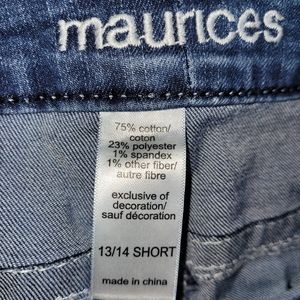 maurices
75% cotton/
coton
23% polyester
1% spandex
1% other fiber/
autre fibre
exclusive of
decoration/
sauf décoration
13/14 SHORT
made in china